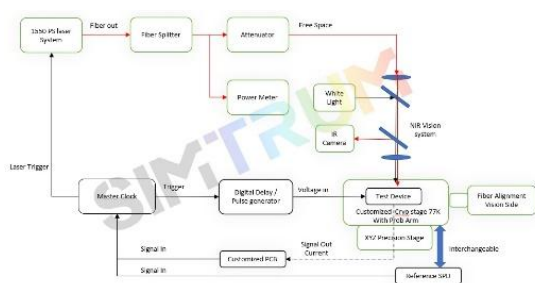 1550 PS laser
System
Fiber out
Fiber Splitter
Attenuator
Free Space
Power Meter
White
Light
IR
Camera
NIR Vision
system
Laser Trigger
Master Clock
Trigger
Digital Delay /
Pulse generator
Voltage in
Test Device
Customized Cryo stage 77K
With Prob Arm
Fiber Alignment
Vision Side
XYZ Precision Stage
Interchangeable
Signal In
Customized PCB
Signal Out
Current
Signal In
Reference SPD
SIMTRUM